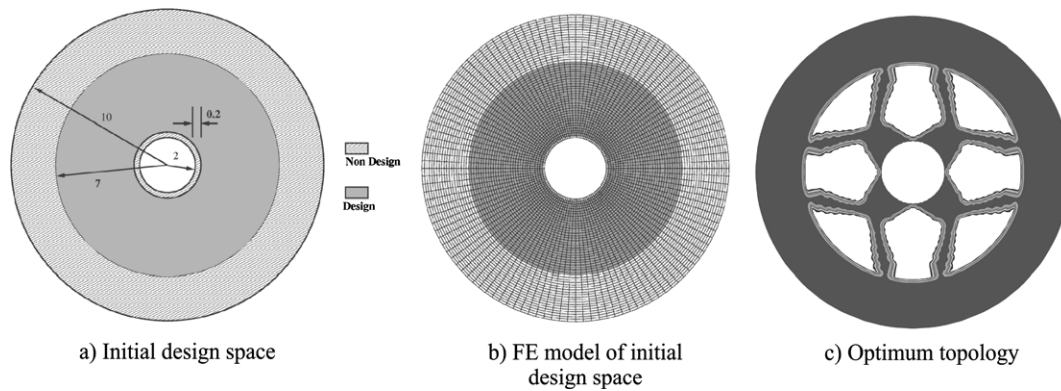 10
0.2
2
7
Non Design
Design
a) Initial design space
b) FE model of initial
design space
c) Optimum topology